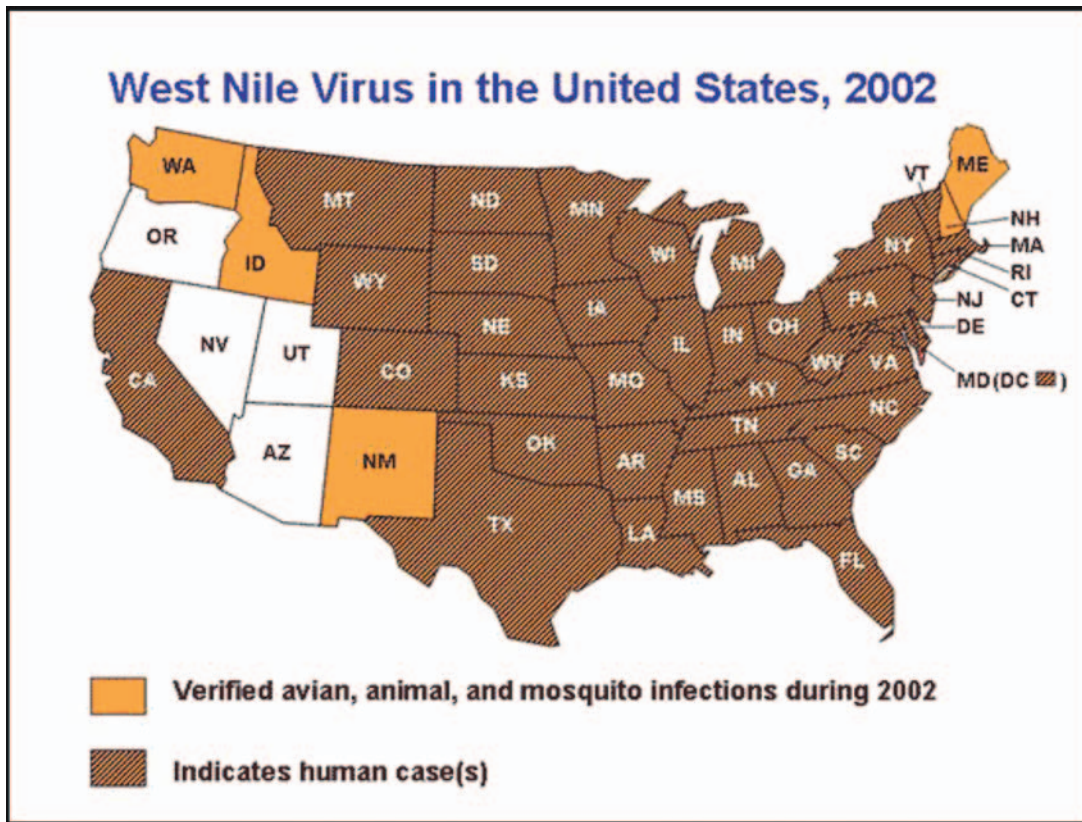 West Nile Virus in the United States, 2002
WA
OR
ID
MT
ND
MN
SD
WY
NE
IA
WI
MI
NV
UT
CO
KS
MO
IL
IN
OH
KY
WV
VA
PA
NY
VT
ME
NH
MA
RI
CT
NJ
DE
MD(DC )
CA
AZ
NM
OK
AR
TN
NC
SC
TX
LA
MS
AL
GA
FL
Verified avian, animal, and mosquito infections during 2002
Indicates human case(s)